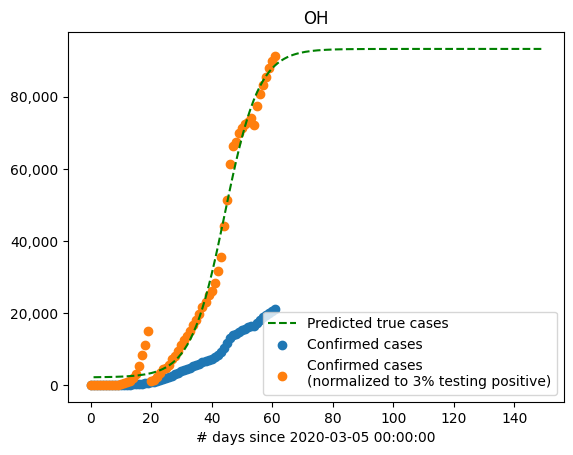 OH
80,000
60,000
40,000
20,000
0
Predicted true cases
Confirmed cases
Confirmed cases
(normalized to 3% testing positive)
0 20 40 60 80 100 120 140
# days since 2020-03-05 00:00:00